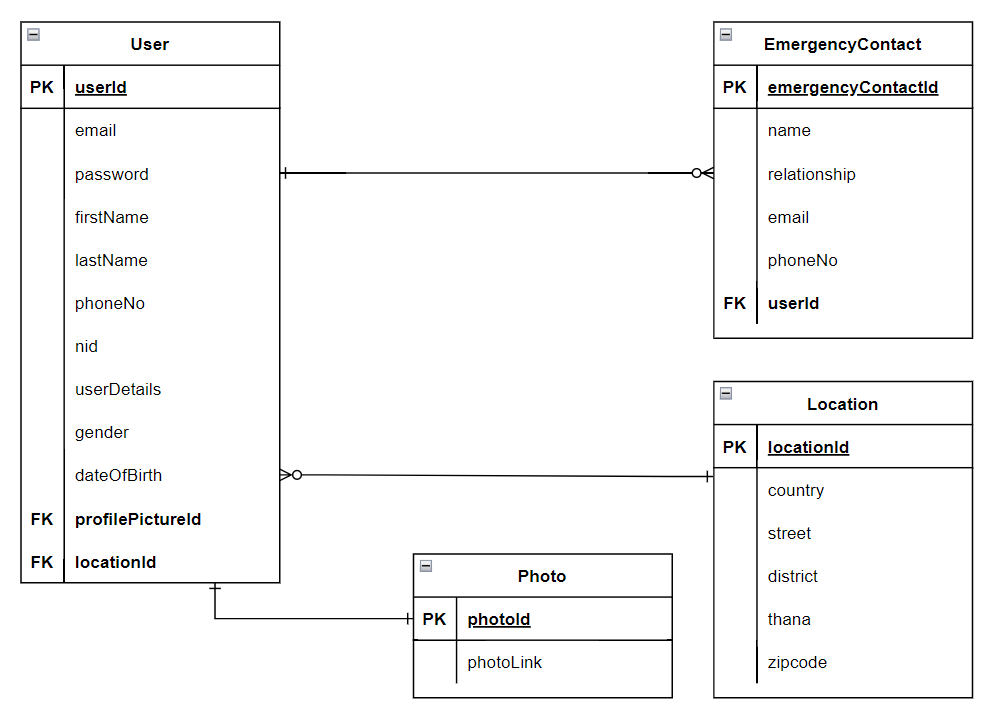 User
PK userId
email
password
firstName
lastName
phoneNo
nid
userDetails
gender
dateOfBirth
FK profilePictureId
FK locationId
EmergencyContact
PK emergencyContactId
name
relationship
email
phoneNo
FK userId
Location
PK locationId
country
street
district
thana
zipcode
Photo
PK photoId
photoLink